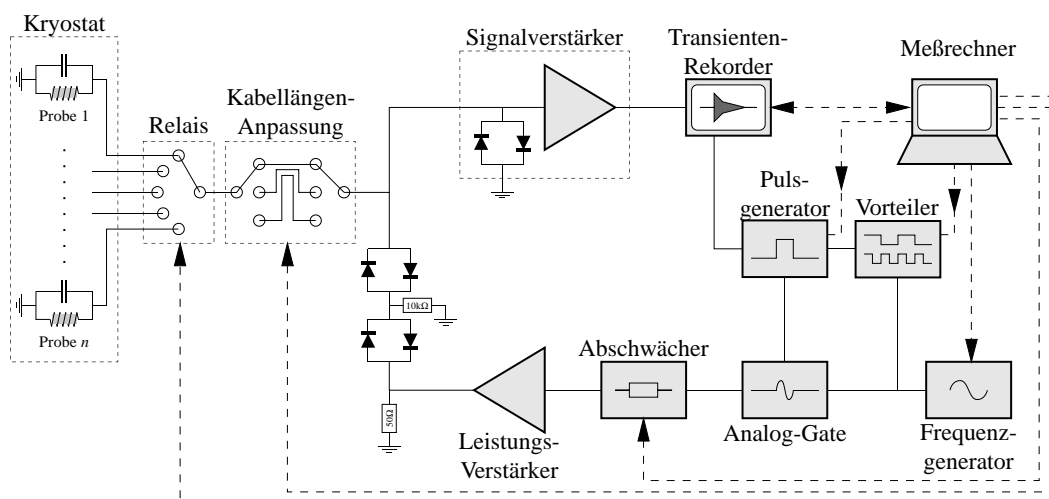 Kryostat
Probe 1
Probe n
Relais
Kabellängen-
Anpassung
Signalverstärker
Transienten-
Rekorder
Meßrechner
Puls-
generator
Vorteiler
10kΩ
50Ω
Leistungs-
Verstärker
Abschwächer
Analog-Gate
Frequenz-
generator